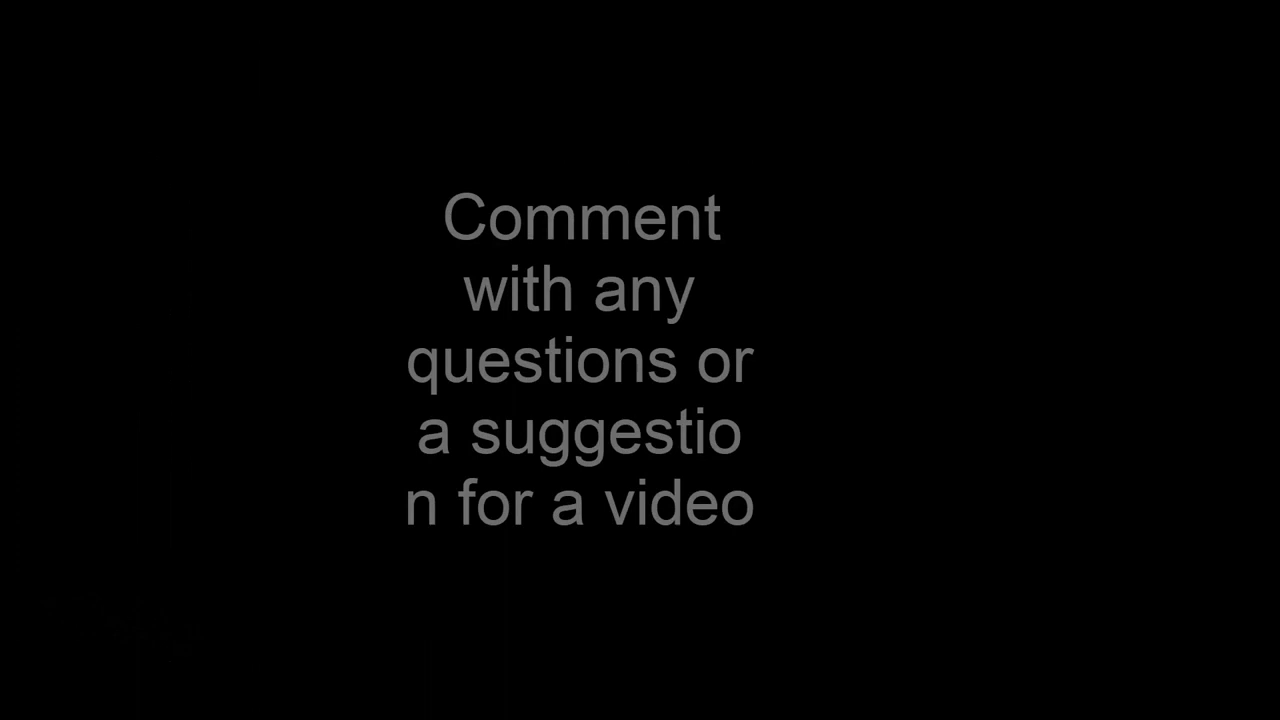 Comment
with any
questions or
a suggestio
n for a video